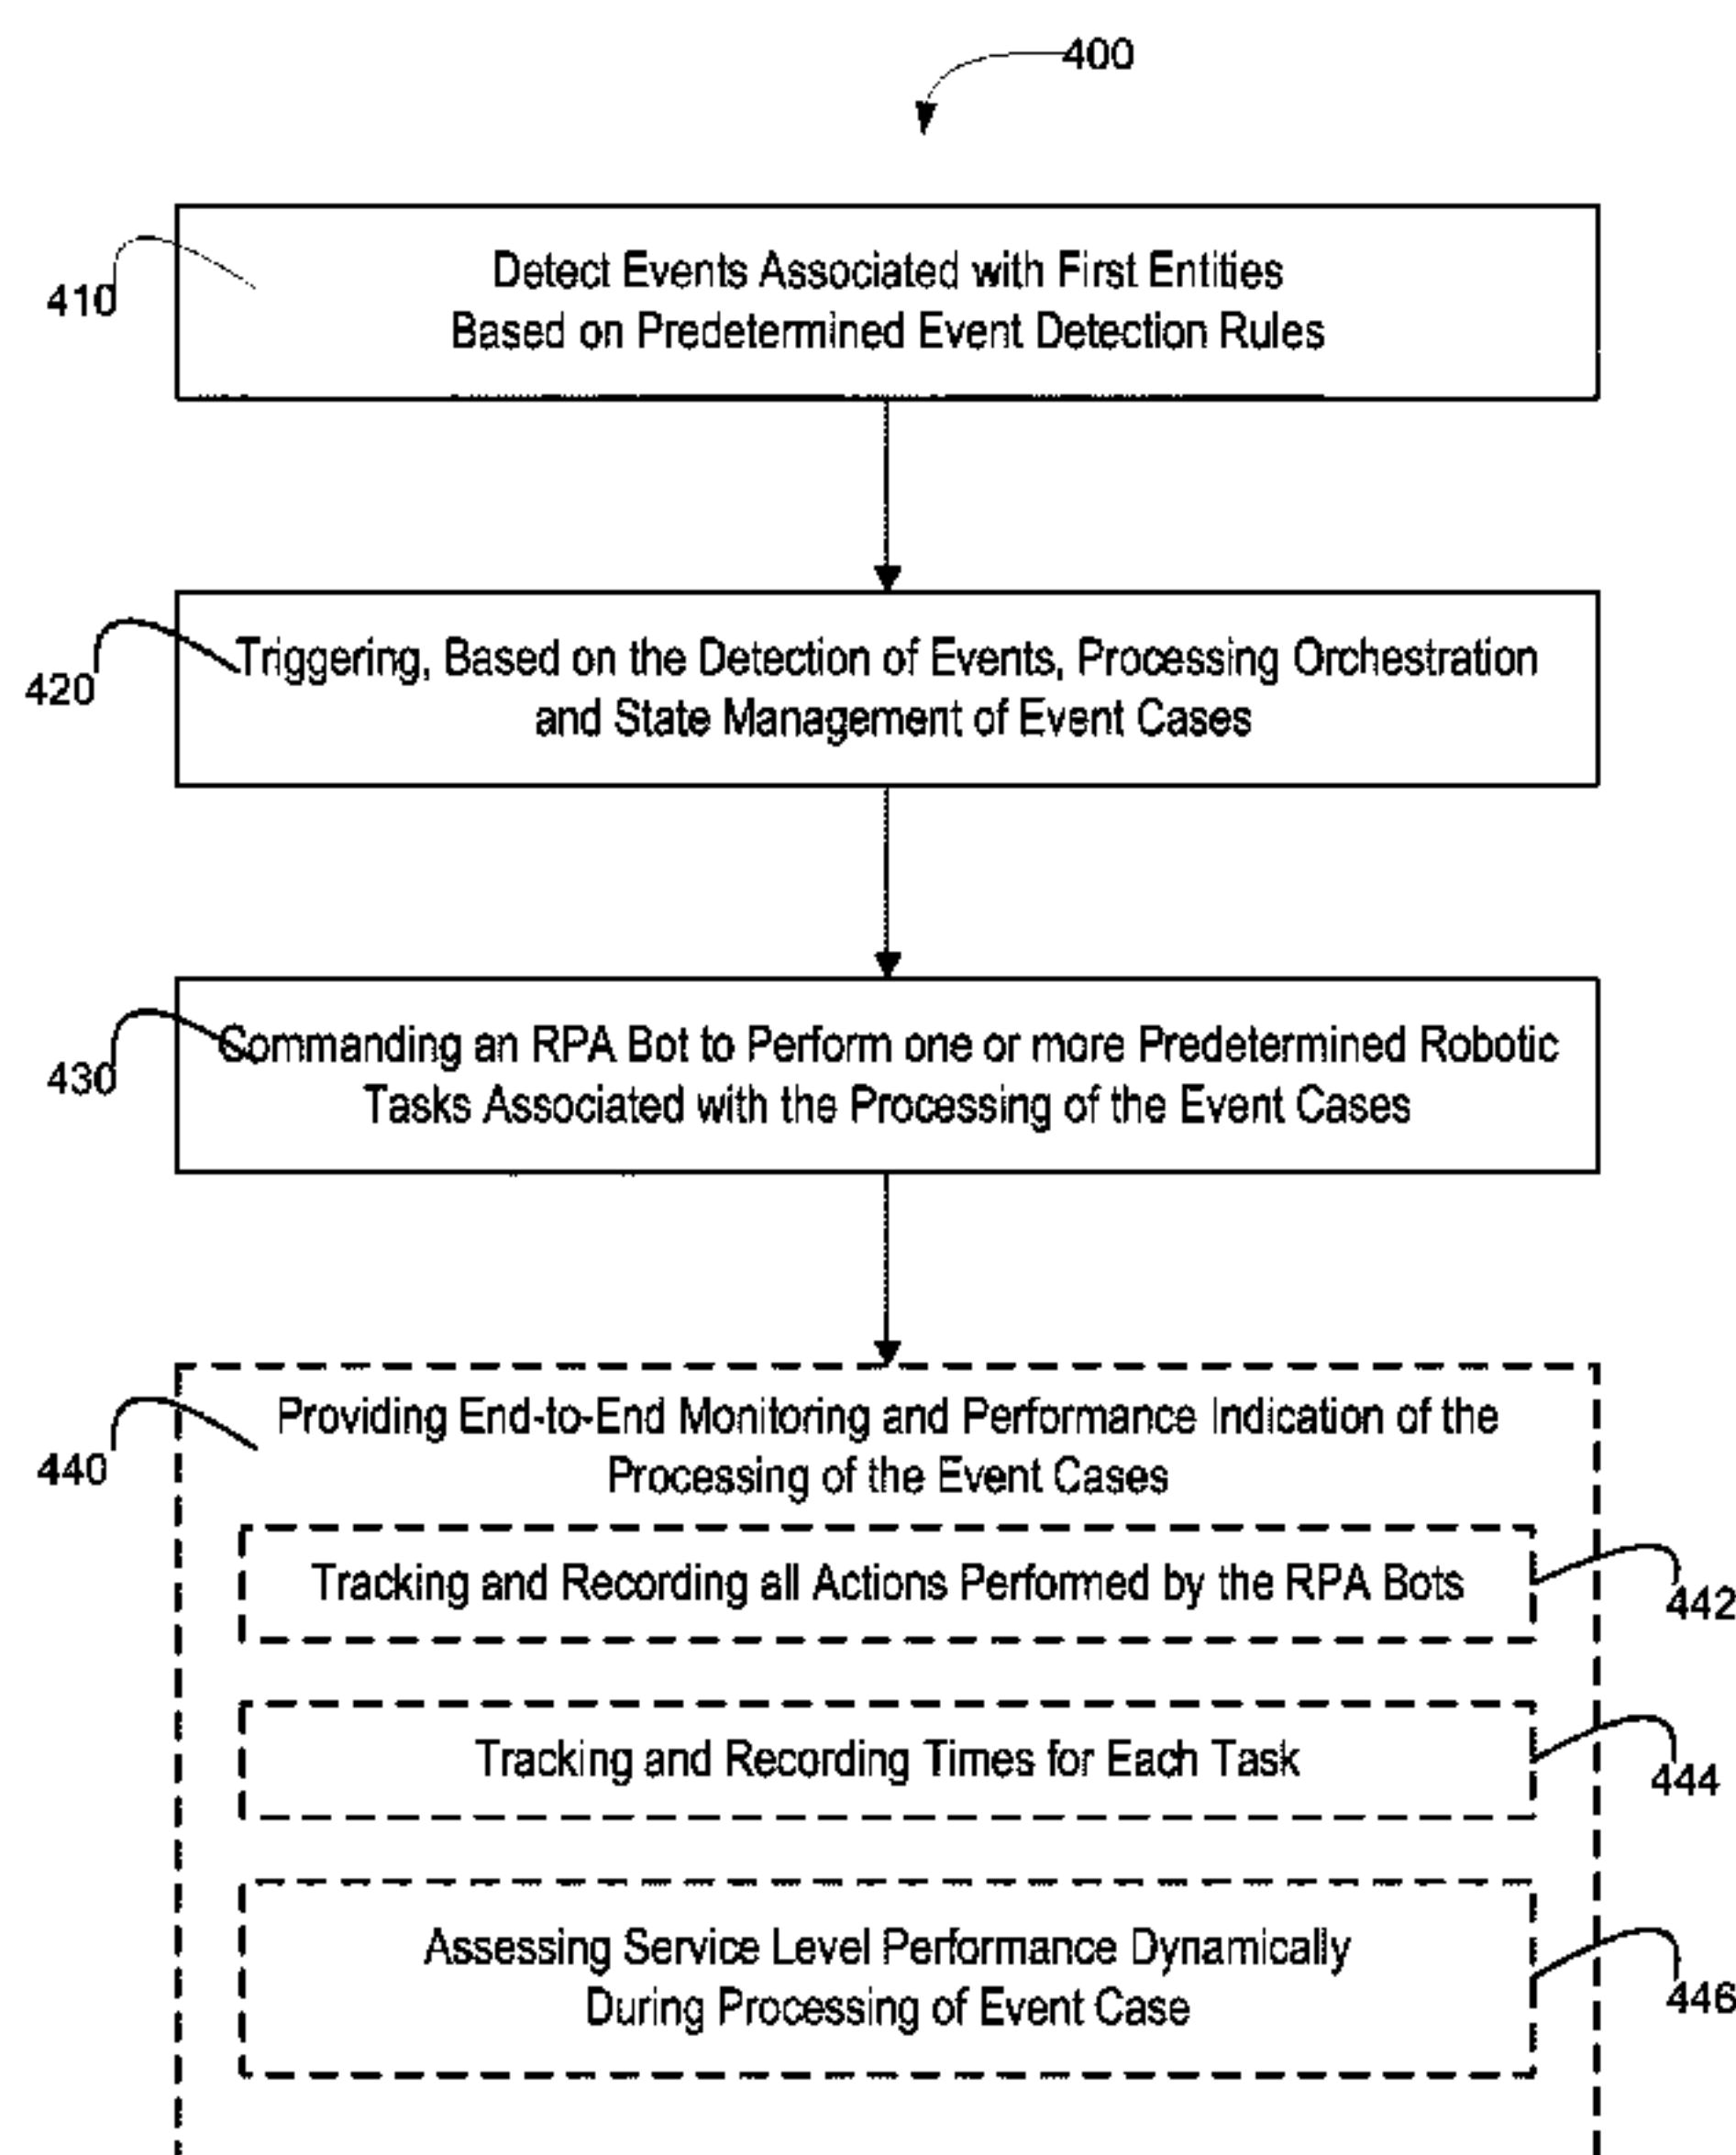 400
Detect Events Associated with First Entities
Based on Predetermined Event Detection Rules
410
Triggering, Based on the Detection of Events, Processing Orchestration
and State Management of Event Cases
420
Commanding an RPA Bot to Perform one or more Predetermined Robotic
Tasks Associated with the Processing of the Event Cases
430
Providing End-to-End Monitoring and Performance Indication of the
Processing of the Event Cases
440
Tracking and Recording all Actions Performed by the RPA Bots
442
Tracking and Recording Times for Each Task
444
Assessing Service Level Performance Dynamically
During Processing of Event Case
446